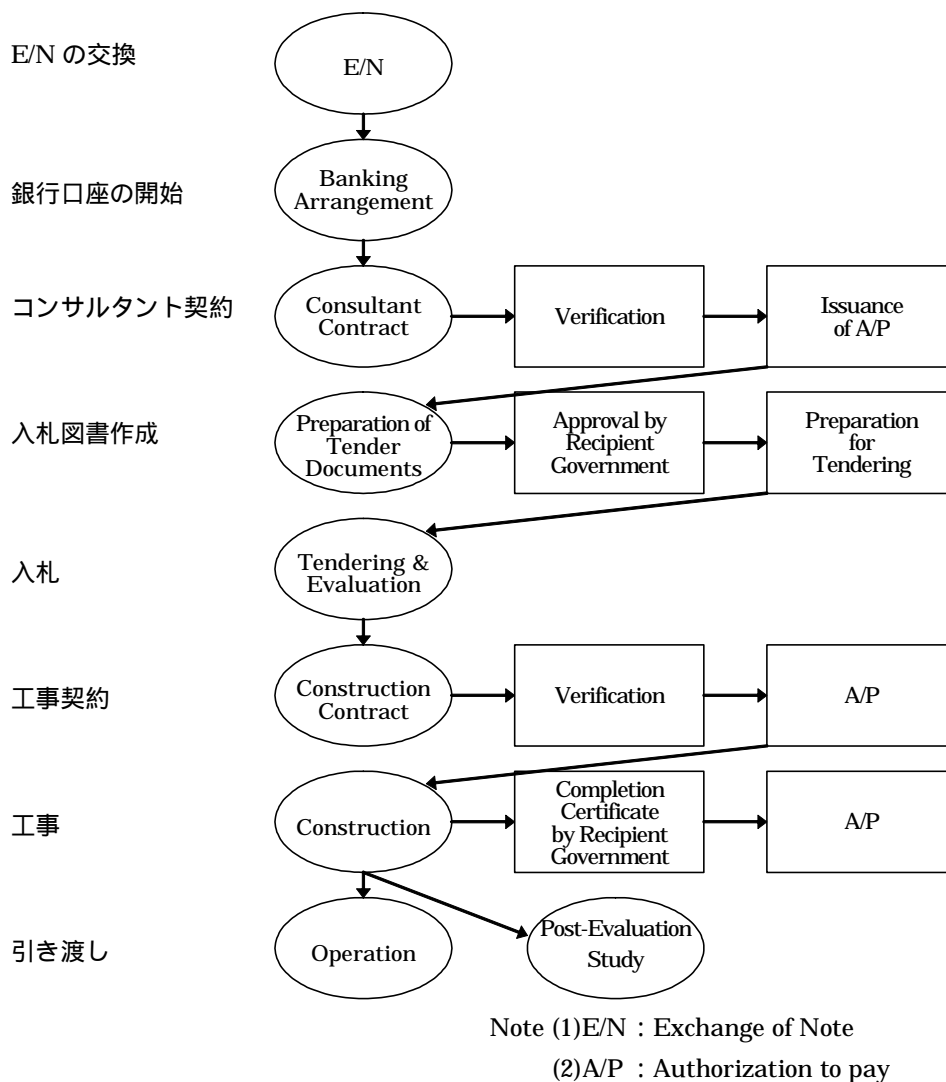 E/N の交換
E/N
銀行口座の開始
Banking
Arrangement
コンサルタント契約
Consultant
Contract
Verification
Issuance
of A/P
入札図書作成
Preparation of
Tender
Documents
Approval by
Recipient
Government
Preparation
for
Tendering
入札
Tendering &
Evaluation
工事契約
Construction
Contract
Verification
A/P
工事
Construction
Completion
Certificate
by Recipient
Government
A/P
引き渡し
Operation
Post-Evaluation
Study
Note (1)E/N：Exchange of Note
(2)A/P：Authorization to pay